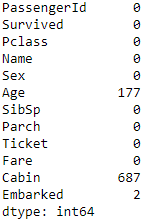 PassengerId 0
Survived 0
Pclass 0
Name 0
Sex 0
Age 177
SibSp 0
Parch 0
Ticket 0
Fare 0
Cabin 687
Embarked 2
dtype: int64